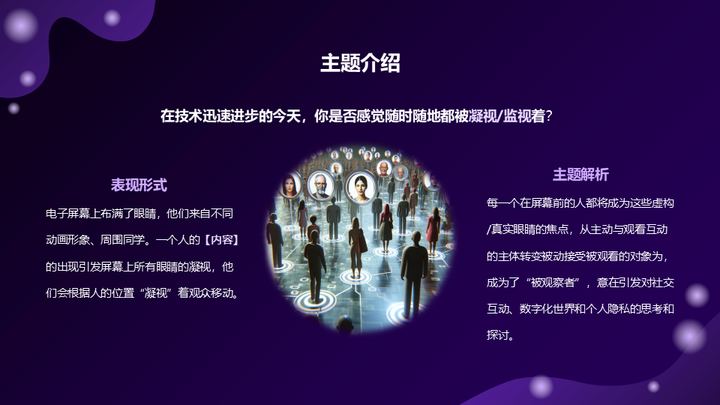 主题介绍
在技术迅速进步的今天，你是否感觉随时随地都被凝视/监视着？
表现形式
电子屏幕上布满了眼睛，他们来自不同
动画形象、周围同学。一个人的【内容】
的出现引发屏幕上所有眼睛的凝视，他
们会根据人的位置“凝视”着观众移动。
主题解析
每一个在屏幕前的人都将成为这些虚构
/真实眼睛的焦点，从主动与观看互动
的主体转变被动接受被观看的对象为，
成为了“被观察者”，意在引发对社交
互动、数字化世界和个人隐私的思考和
探讨。